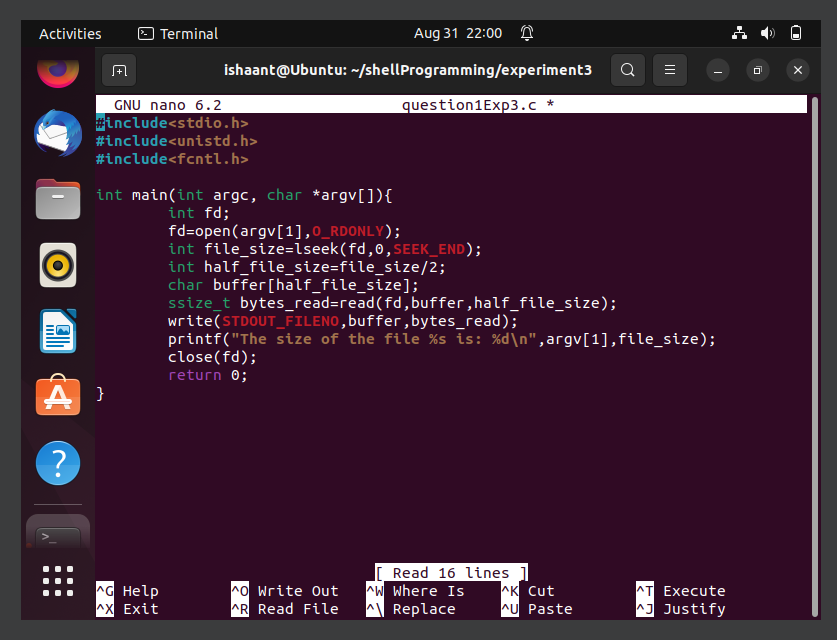 Activities Terminal Aug 31 22:00
ishaant@Ubuntu: ~/shellProgramming/experiment3
GNU nano 6.2 question1Exp3.c *
#include<stdio.h>
#include<unistd.h>
#include<fcntl.h>
int main(int argc, char *argv[]){
int fd;
fd=open(argv[1],O_RDONLY);
int file_size=lseek(fd,0,SEEK_END);
int half_file_size=file_size/2;
char buffer[half_file_size];
ssize_t bytes_read=read(fd,buffer,half_file_size);
write(STDOUT_FILENO,buffer,bytes_read);
printf("The size of the file %s is: %d\n",argv[1],file_size);
close(fd);
return 0;
}
[ Read 16 lines ]
^G Help ^O Write Out ^W Where Is ^K Cut ^T Execute
^X Exit ^R Read File ^\ Replace ^U Paste ^J Justify